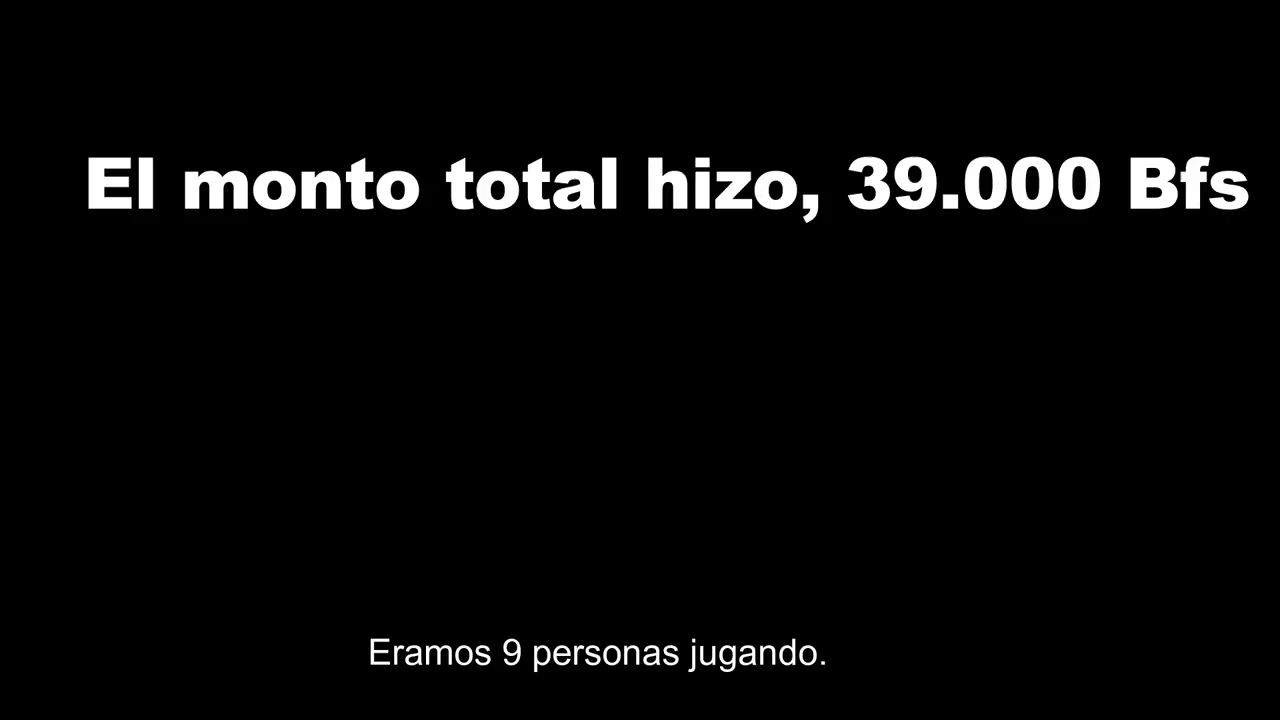 El monto total hizo, 39.000 Bfs
Eramos 9 personas jugando.